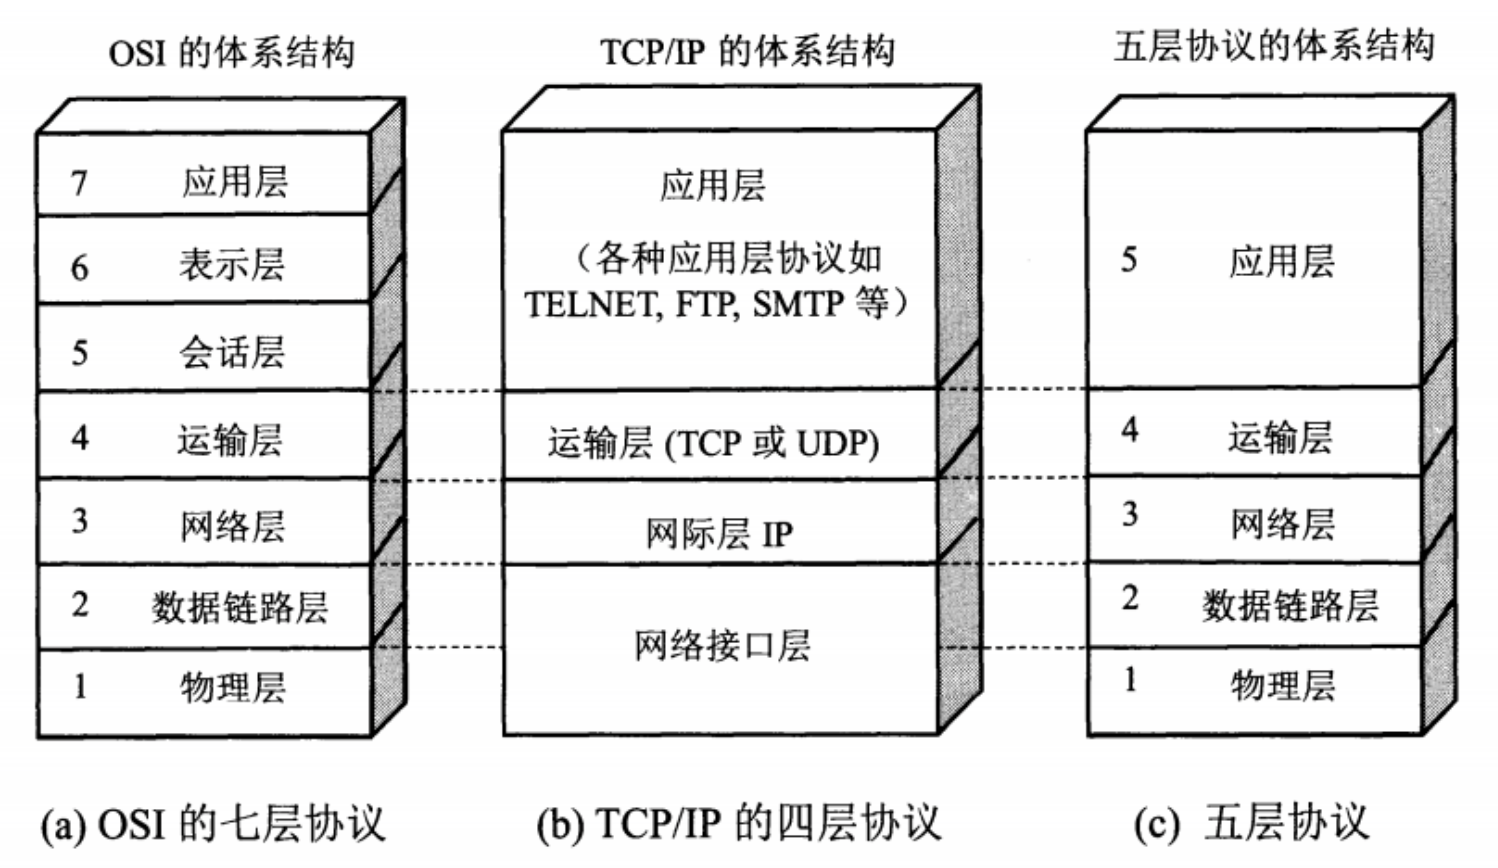 OSI 的体系结构
7 应用层
6 表示层
5 会话层
4 运输层
3 网络层
2 数据链路层
1 物理层
(a) OSI 的七层协议
TCP/IP 的体系结构
应用层
（各种应用层协议如
TELNET, FTP, SMTP 等）
运输层 (TCP 或 UDP)
网际层 IP
网络接口层
(b) TCP/IP 的四层协议
五层协议的体系结构
5 应用层
4 运输层
3 网络层
2 数据链路层
1 物理层
(c) 五层协议